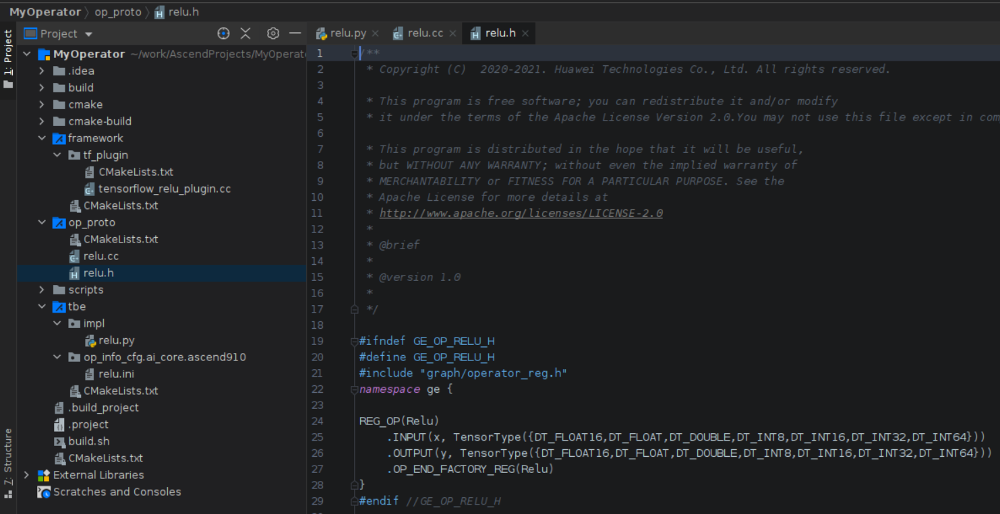 MyOperator op_proto relu.h
1: Project
Project
MyOperator ~/work/AscendProjects/MyOperat
.idea
build
cmake
cmake-build
framework
tf_plugin
CMakeLists.txt
tensorflow_relu_plugin.cc
CMakeLists.txt
op_proto
CMakeLists.txt
relu.cc
relu.h
scripts
tbe
impl
relu.py
op_info_cfg.ai_core.ascend910
relu.ini
CMakeLists.txt
.build_project
.project
build.sh
CMakeLists.txt
External Libraries
Scratches and Consoles
7: Structure
relu.py relu.cc relu.h
1 /**
2 * Copyright (C)  2020-2021. Huawei Technologies Co., Ltd. All rights reserved.
3
4 * This program is free software; you can redistribute it and/or modify
5 * it under the terms of the Apache License Version 2.0.You may not use this file except in com
6
7 * This program is distributed in the hope that it will be useful,
8 * but WITHOUT ANY WARRANTY; without even the implied warranty of
9 * MERCHANTABILITY or FITNESS FOR A PARTICULAR PURPOSE. See the
10 * Apache License for more details at
11 * http://www.apache.org/licenses/LICENSE-2.0
12 *
13 * @brief
14 *
15 * @version 1.0
16 *
17 */
18
19 #ifndef GE_OP_RELU_H
20 #define GE_OP_RELU_H
21 #include "graph/operator_reg.h"
22 namespace ge {
23
24 REG_OP(Relu)
25 .INPUT(x, TensorType({DT_FLOAT16,DT_FLOAT,DT_DOUBLE,DT_INT8,DT_INT16,DT_INT32,DT_INT64}))
26 .OUTPUT(y, TensorType({DT_FLOAT16,DT_FLOAT,DT_DOUBLE,DT_INT8,DT_INT16,DT_INT32,DT_INT64}))
27 .OP_END_FACTORY_REG(Relu)
28 }
29 #endif //GE_OP_RELU_H